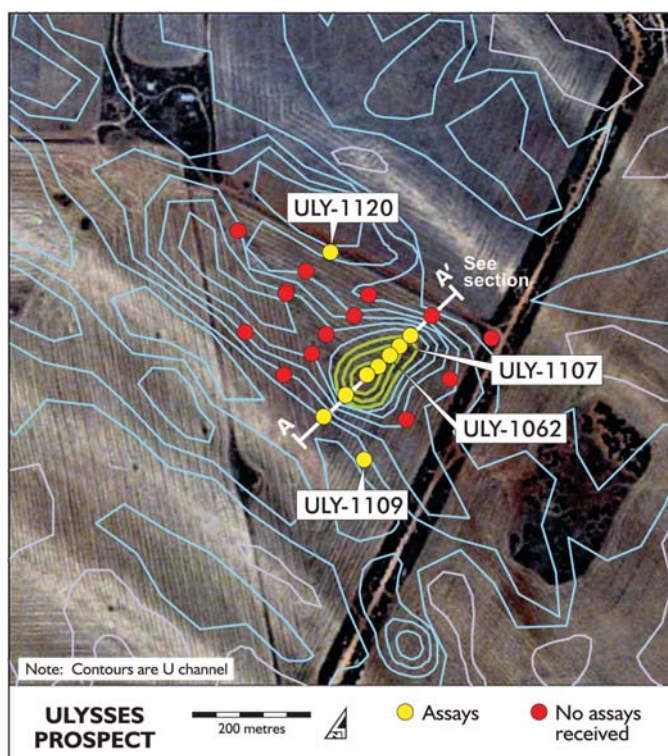 ULY-1120
A'
See
section
ULY-1107
ULY-1062
A
ULY-1109
Note: Contours are U channel
ULYSSES
PROSPECT
200 metres
Assays
No assays
received